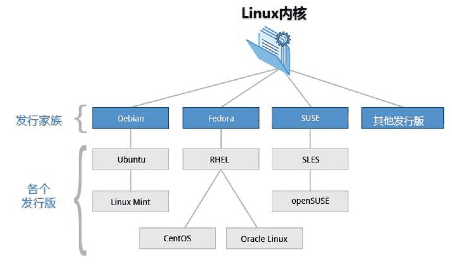 Linux内核
发行家族
Debian
Fedora
SUSE
其他发行版
各个
发行版
Ubuntu
RHEL
SLES
Linux Mint
openSUSE
CentOS
Oracle Linux